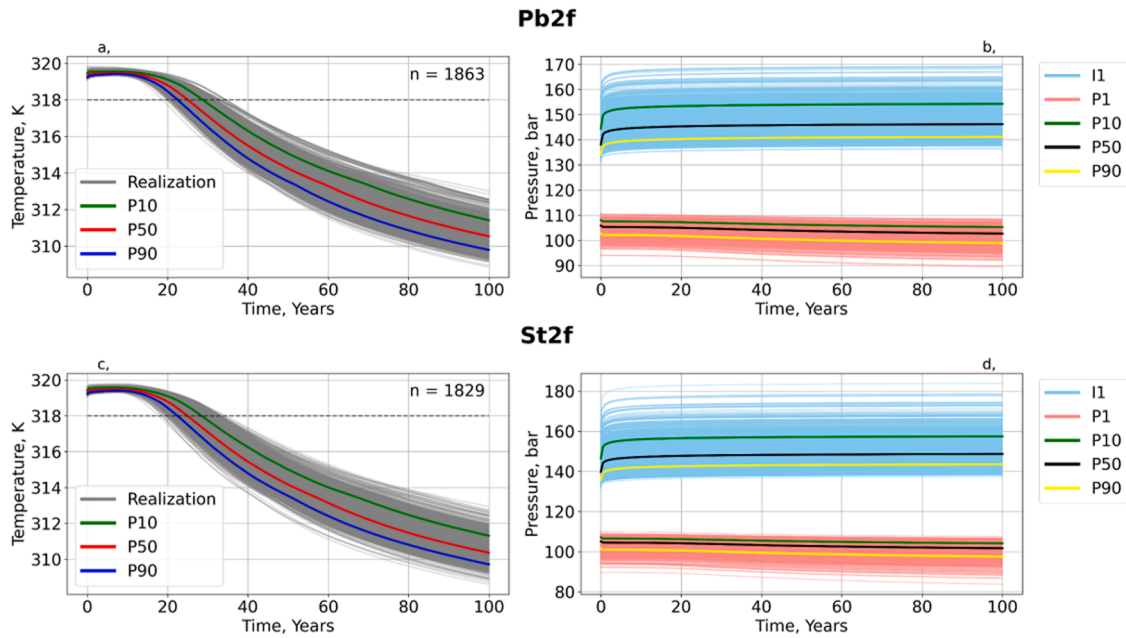 Pb2f
a,
b,
n = 1863
320
318
316
314
312
310
Temperature, K
Realization
P10
P50
P90
0
20
40
60
80
100
Time, Years
170
160
150
140
130
120
110
100
90
Pressure, bar
0
20
40
60
80
100
Time, Years
I1
P1
P10
P50
P90
St2f
c,
d,
n = 1829
320
318
316
314
312
310
Temperature, K
Realization
P10
P50
P90
0
20
40
60
80
100
Time, Years
180
160
140
120
100
80
Pressure, bar
0
20
40
60
80
100
Time, Years
I1
P1
P10
P50
P90